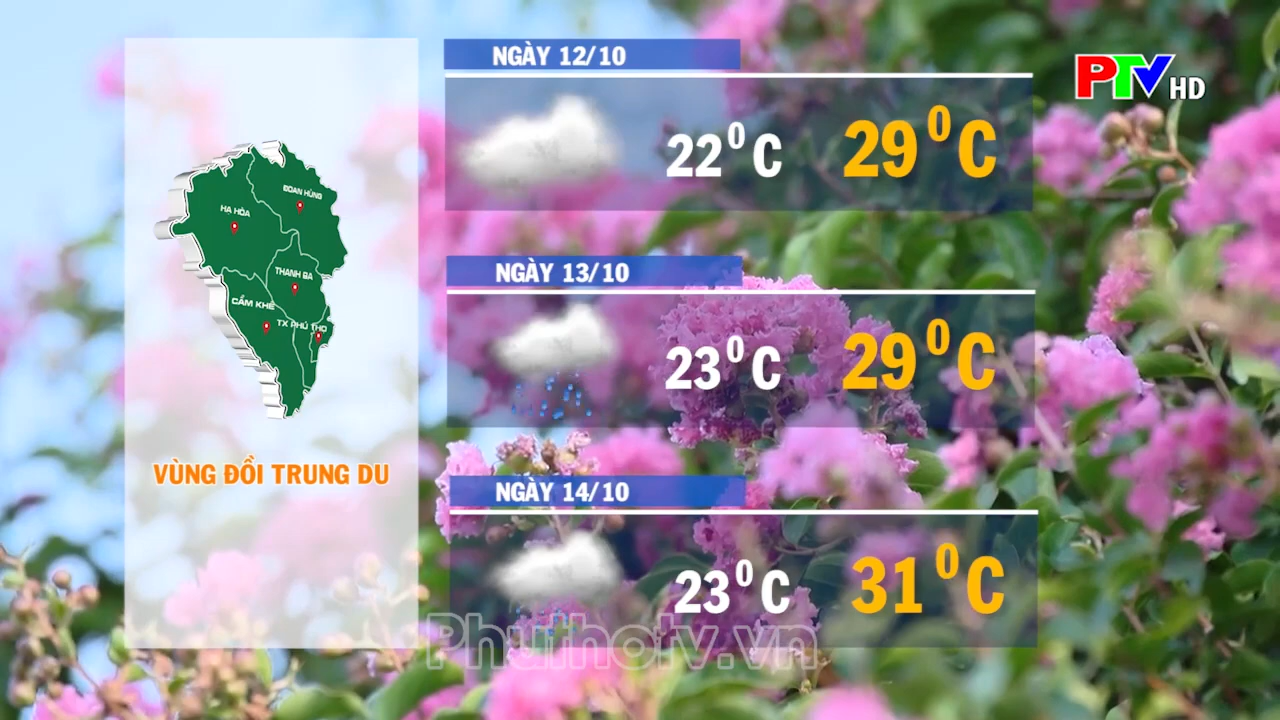 NGÀY 12/10
PTV HD
22⁰C 29⁰C
ĐOAN HÙNG
HẠ HÒA
THANH BA
CẨM KHÊ
TX PHÚ THỌ
NGÀY 13/10
23⁰C 29⁰C
VÙNG ĐỒI TRUNG DU
NGÀY 14/10
23⁰C 31⁰C
Phuthotv.vn